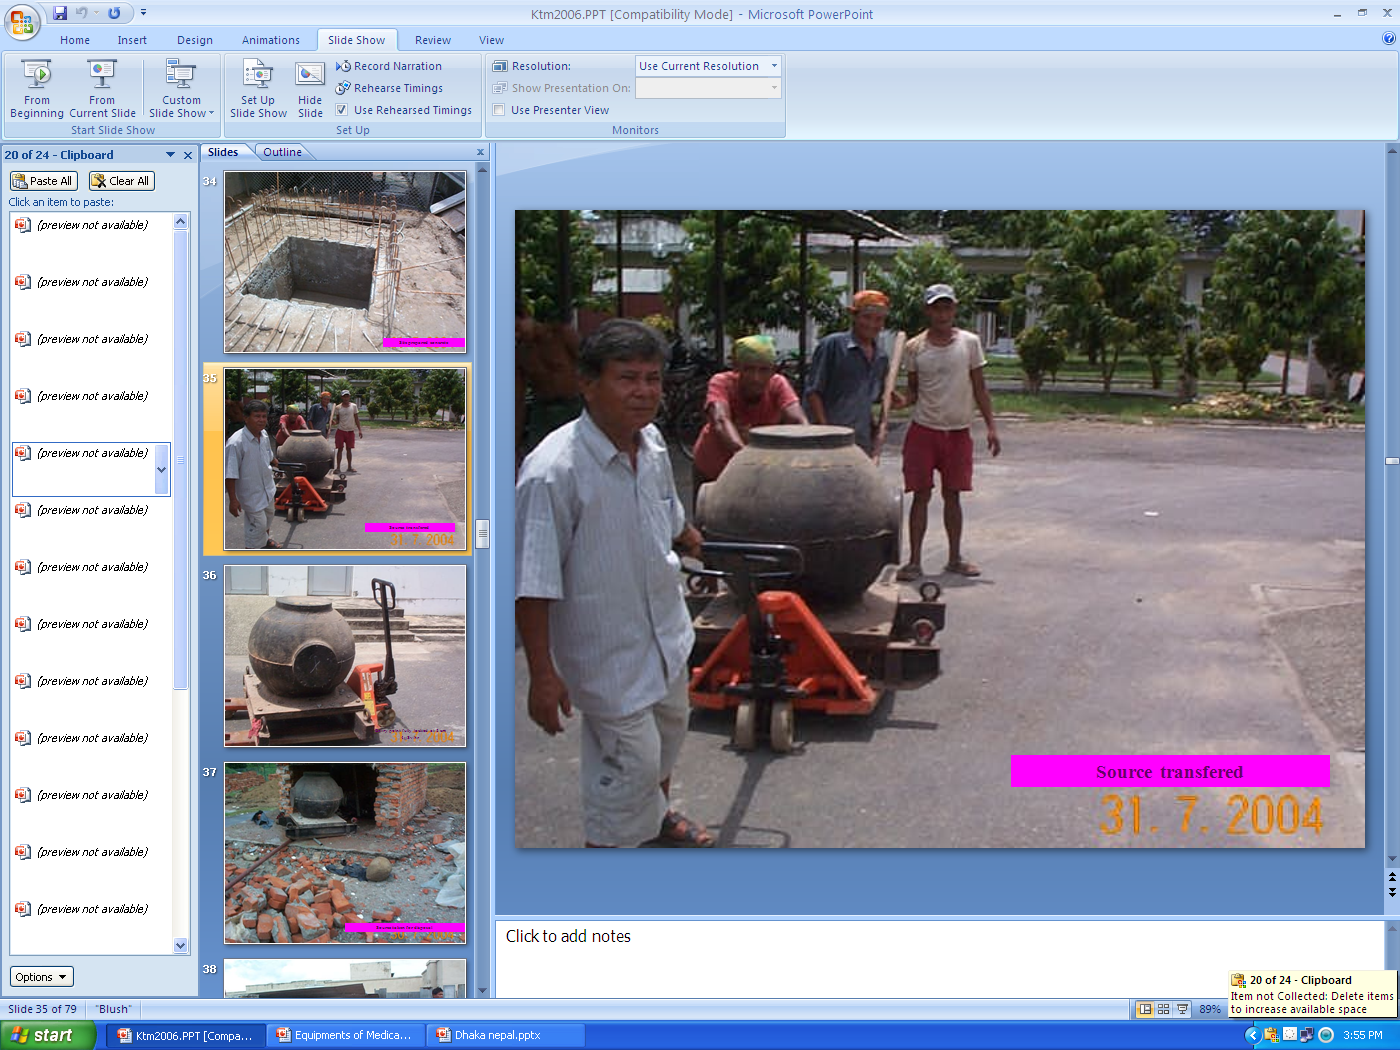 Ktm2006.PPT [Compatibility Mode] - Microsoft PowerPoint
Home Insert Design Animations Slide Show Review View
From Beginning
From Current Slide
Custom Slide Show
Start Slide Show
Set Up Slide Show
Hide Slide
Record Narration
Rehearse Timings
Use Rehearsed Timings
Set Up
Resolution: Use Current Resolution
Show Presentation On:
Use Presenter View
Monitors
20 of 24 - Clipboard
Paste All Clear All
Click an item to paste:
(preview not available)
(preview not available)
(preview not available)
(preview not available)
(preview not available)
(preview not available)
(preview not available)
(preview not available)
(preview not available)
(preview not available)
(preview not available)
(preview not available)
(preview not available)
Options
Slides Outline
34
35
Source transfered
31. 7. 2004
36
37
38
Source transfered
31. 7. 2004
Click to add notes
20 of 24 - Clipboard
Item not Collected: Delete items
to increase available space
Slide 35 of 79 "Blush" 89%
start Ktm2006.PPT [Compa... Equipments of Medica... Dhaka nepal.pptx 3:55 PM